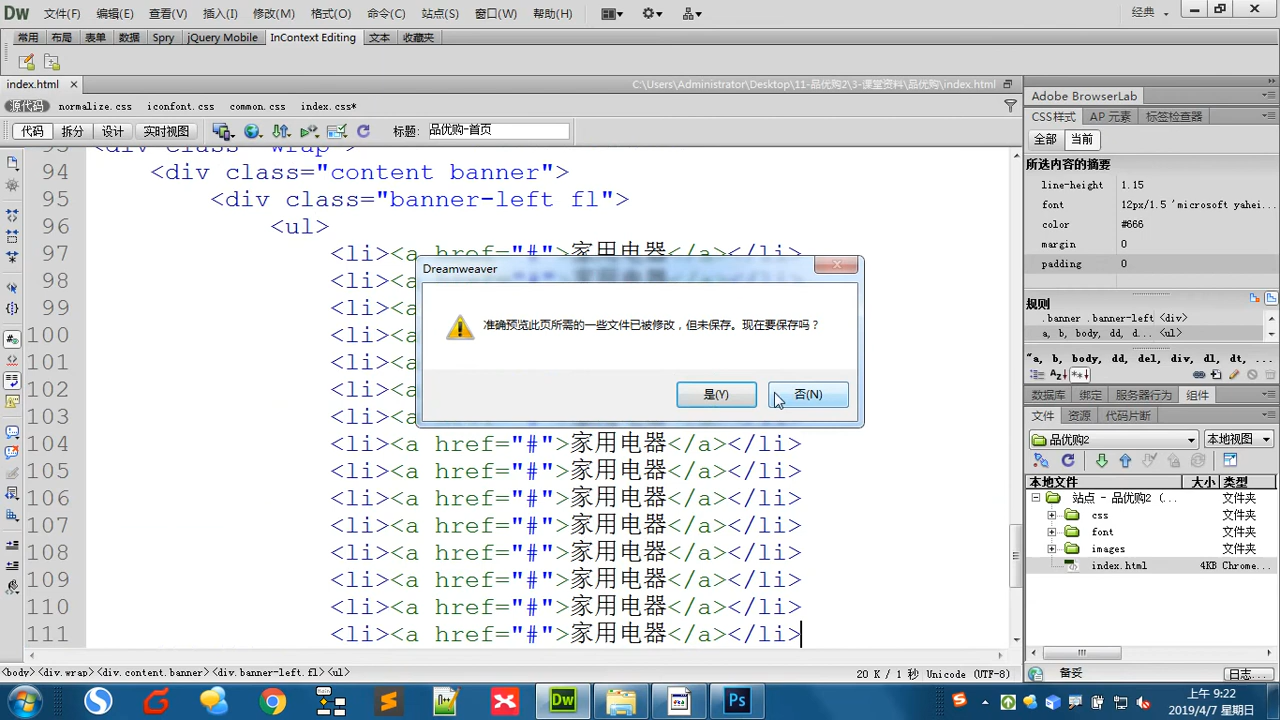 Dw 文件(F) 编辑(E) 查看(V) 插入(I) 修改(M) 格式(O) 命令(C) 站点(S) 窗口(W) 帮助(H) 经典
常用 布局 表单 数据 Spry jQuery Mobile InContext Editing 文本 收藏夹
index.html C:\Users\Administrator\Desktop\11-品优购2\3-课堂资料\品优购\index.html
源代码 normalize.css iconfont.css common.css index.css*
代码 拆分 设计 实时视图 标题: 品优购-首页
93 <div class="wrap">
94 <div class="content banner">
95 <div class="banner-left fl">
96 <ul>
97 <li><a href="#">家用电器</a></li>
98 <li><a
99 <li><a
100 <li><a
101 <li><a
102 <li><a
103 <li><a
104 <li><a href="#">家用电器</a></li>
105 <li><a href="#">家用电器</a></li>
106 <li><a href="#">家用电器</a></li>
107 <li><a href="#">家用电器</a></li>
108 <li><a href="#">家用电器</a></li>
109 <li><a href="#">家用电器</a></li>
110 <li><a href="#">家用电器</a></li>
111 <li><a href="#">家用电器</a></li>
Dreamweaver
准确预览此页所需的一些文件已被修改，但未保存。现在要保存吗？
是(Y) 否(N)
<body><div.wrap><div.content.banner><div.banner-left.fl><ul> 20 K / 1 秒 Unicode (UTF-8)
Adobe BrowserLab
CSS样式 AP 元素 标签检查器
全部 当前
所选内容的摘要
line-height 1.15
font 12px/1.5 'microsoft yahei...
color #666
margin 0
padding 0
规则
.banner .banner-left <div>
a, b, body, dd, d... <ul>
"a, b, body, dd, del, div, dl, dt, ...
数据库 绑定 服务器行为 组件
文件 资源 代码片断
品优购2 本地视图
本地文件 大小 类型
站点 - 品优购2 (... 文件夹
css 文件夹
font 文件夹
images 文件夹
index.html 4KB Chrome...
备妥 日志...
上午 9:22
2019/4/7 星期日